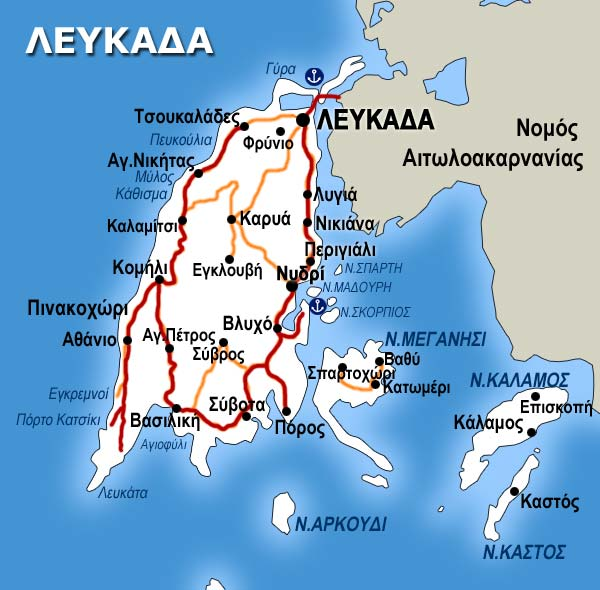 ΛΕΥΚΑΔΑ
Γύρα
Τσουκαλάδες
ΛΕΥΚΑΔΑ
Νομός
Αιτωλοακαρνανίας
Πευκούλια
Φρύνιο
Αγ.Νικήτας
Μύλος
Κάθισμα
Λυγιά
Καλαμίτσι
Καρυά
Νικιάνα
Περιγιάλι
Κομήλι
Εγκλουβή
Νυδρί
Ν.ΣΠΑΡΤΗ
Ν.ΜΑΔΟΥΡΗ
Πινακοχώρι
Ν.ΣΚΟΡΠΙΟΣ
Βλυχό
Αθάνιο
Αγ.Πέτρος
Σύβρος
Ν.ΜΕΓΑΝΗΣΙ
Βαθύ
Σπαρτοχώρι
Κατωμέρι
Ν.ΚΑΛΑΜΟΣ
Εγκρεμνοί
Επισκοπή
Πόρτο Κατσίκι
Βασιλική
Σύβοτα
Πόρος
Κάλαμος
Αγιοφύλι
Λευκάτα
Ν.ΑΡΚΟΥΔΙ
Καστός
Ν.ΚΑΣΤΟΣ